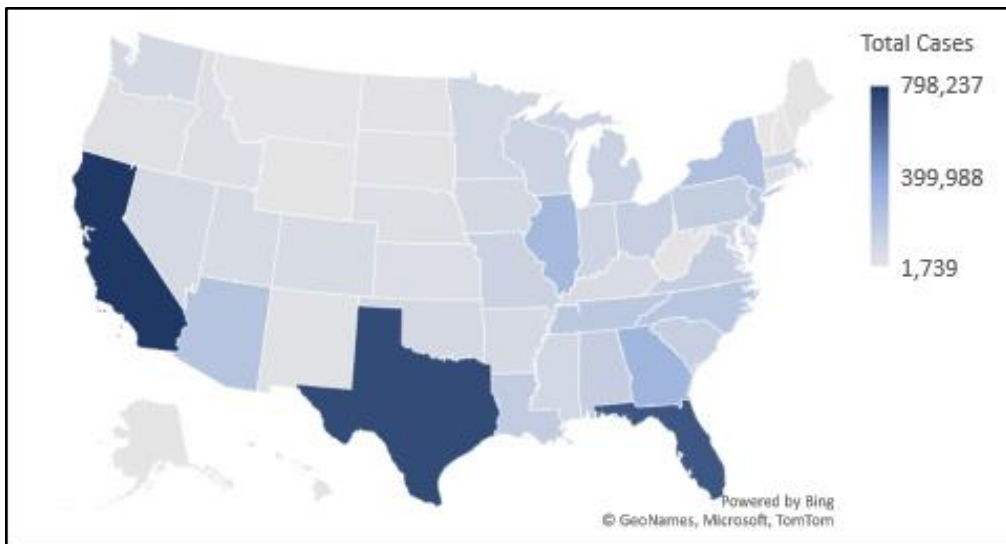 Total Cases
798,237
399,988
1,739
Powered by Bing
© GeoNames, Microsoft, TomTom